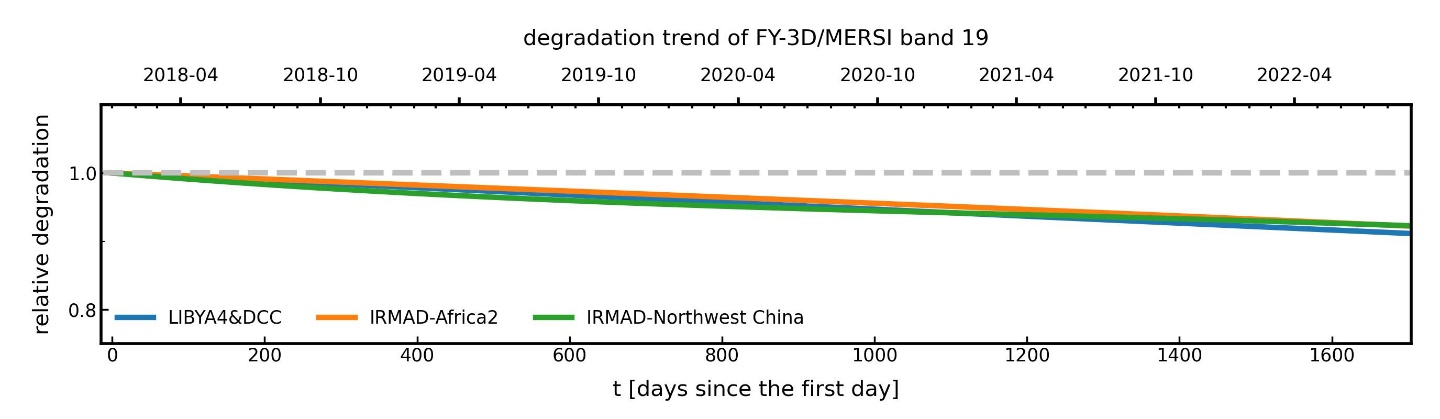 degradation trend of FY-3D/MERSI band 19
2018-04 2018-10 2019-04 2019-10 2020-04 2020-10 2021-04 2021-10 2022-04
relative degradation
1.0
0.8
LIBYA4&DCC IRMAD-Africa2 IRMAD-Northwest China
0 200 400 600 800 1000 1200 1400 1600
t [days since the first day]